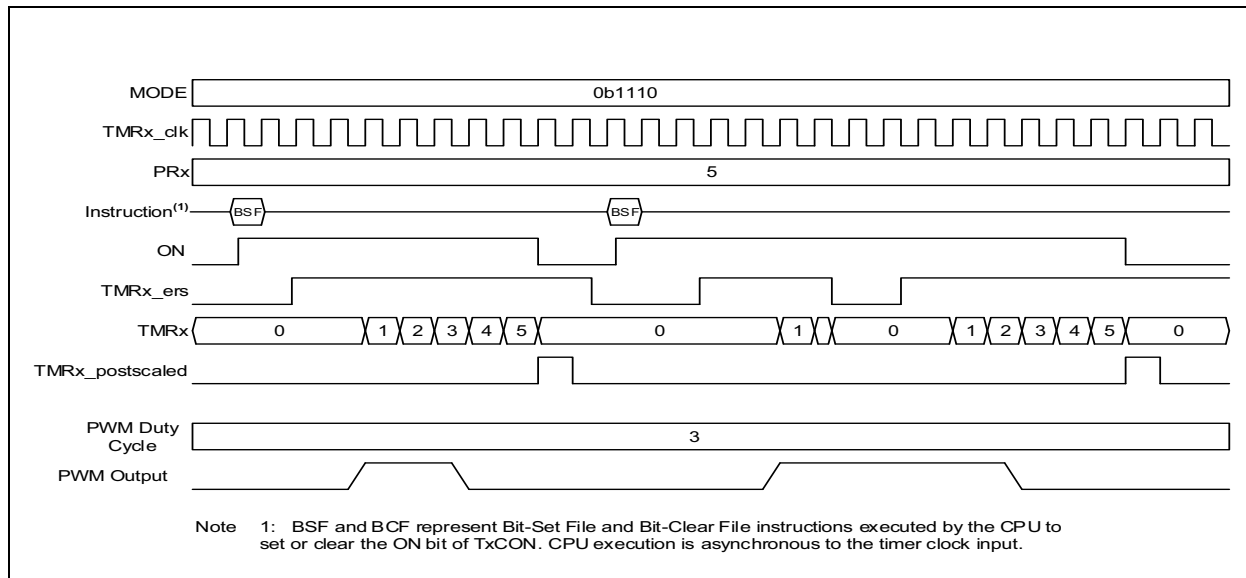 MODE 0b1110
TMRx_clk
PRx 5
Instruction(1) BSF BSF
ON
TMRx_ers
TMRx 0 1 2 3 4 5 0 1 0 1 2 3 4 5 0
TMRx_postscaled
PWM Duty
Cycle 3
PWM Output
Note 1: BSF and BCF represent Bit-Set File and Bit-Clear File instructions executed by the CPU to
set or clear the ON bit of TxCON. CPU execution is asynchronous to the timer clock input.